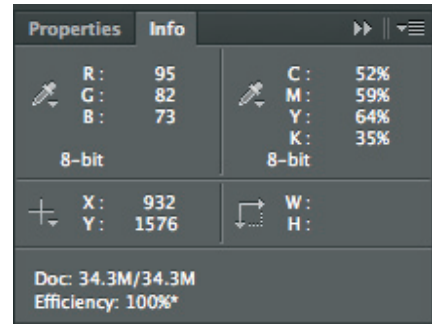 Properties Info
R: 95 C: 52%
G: 82 M: 59%
B: 73 Y: 64%
K: 35%
8-bit 8-bit
X: 932 W:
Y: 1576 H:
Doc: 34.3M/34.3M
Efficiency: 100%*